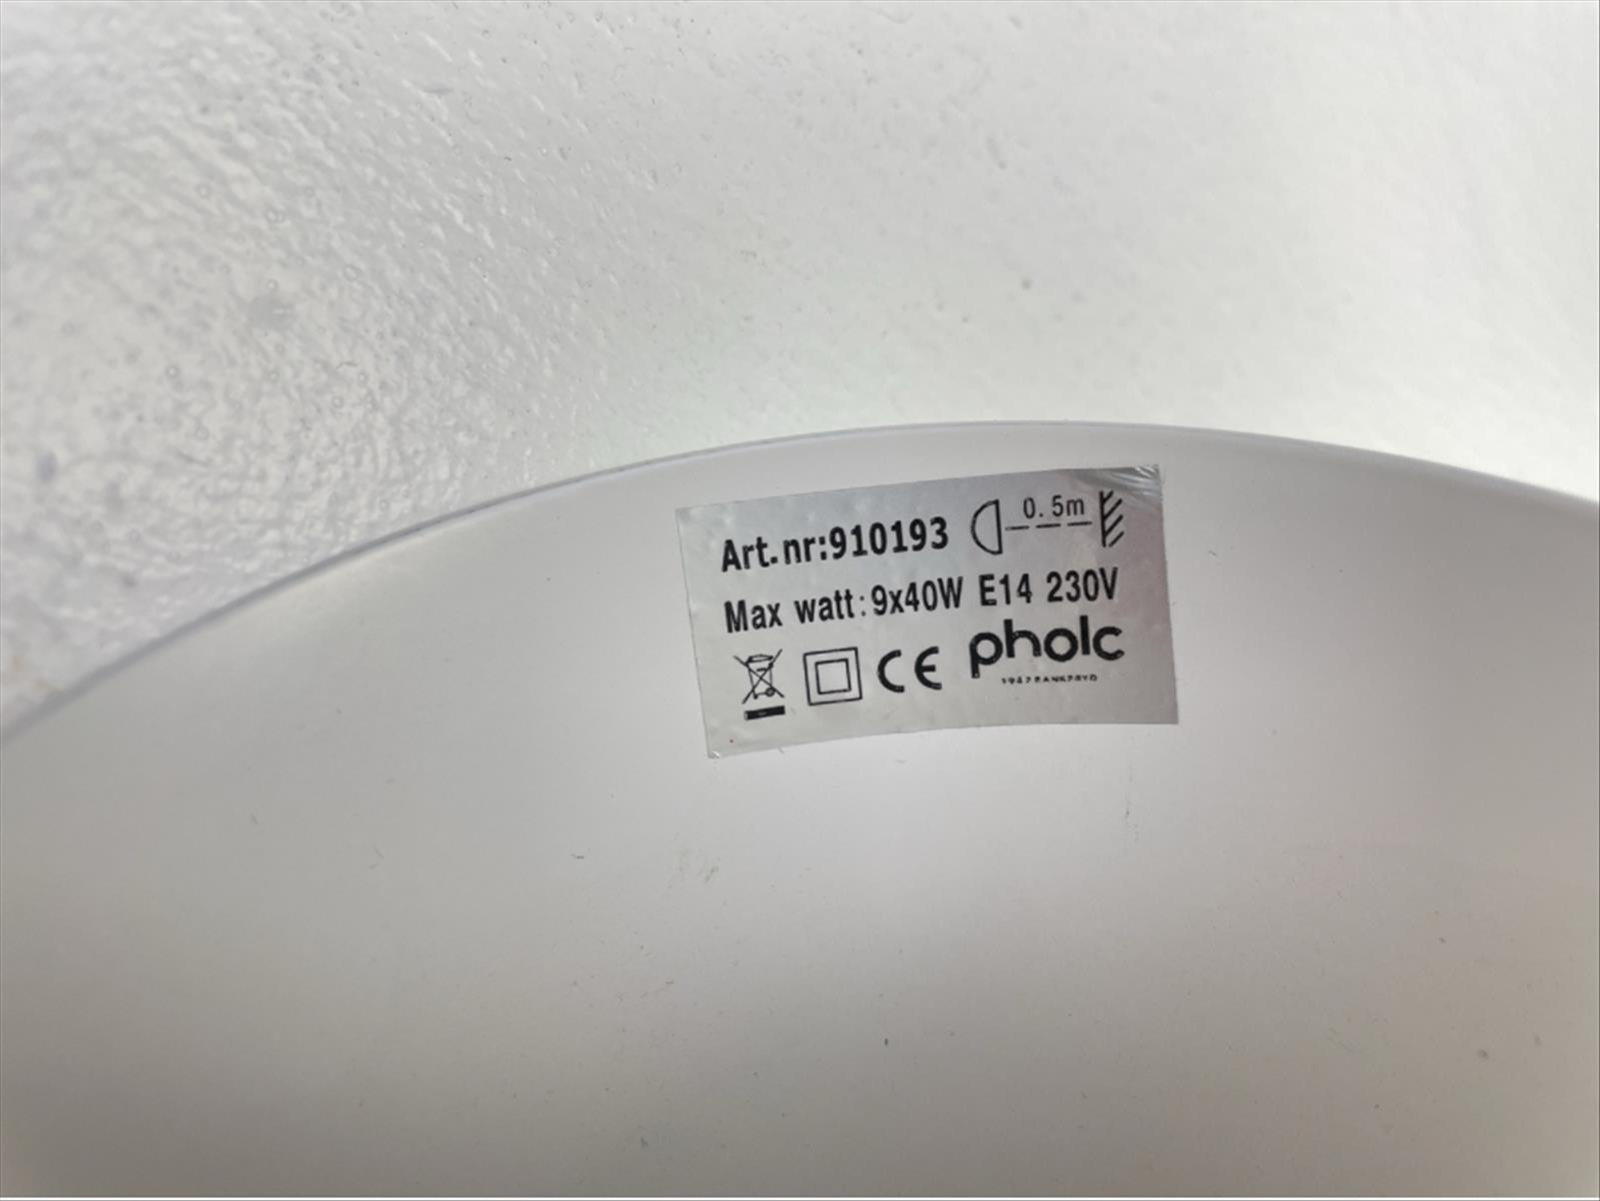 Art.nr:910193 0.5m
Max watt:9x40W E14 230V
CE pholc